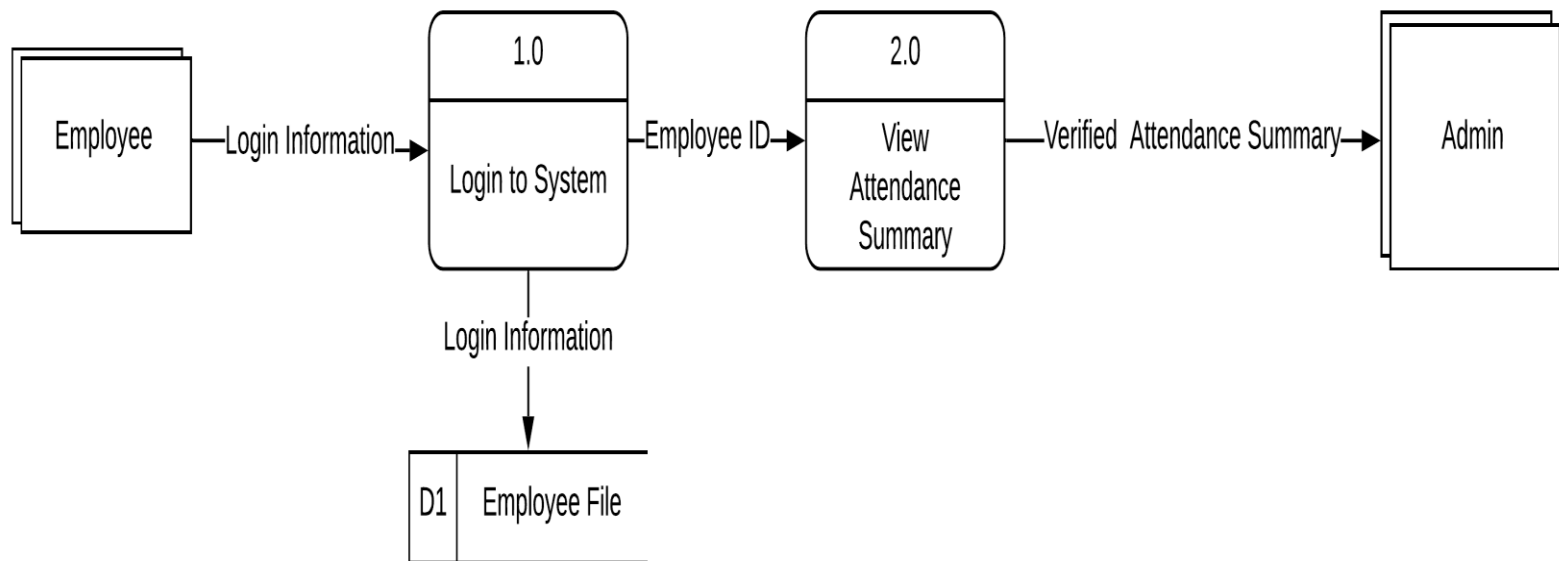 Employee
Login Information
1.0
Login to System
Employee ID
2.0
View
Attendance
Summary
Verified  Attendance Summary
Admin
Login Information
D1
Employee File